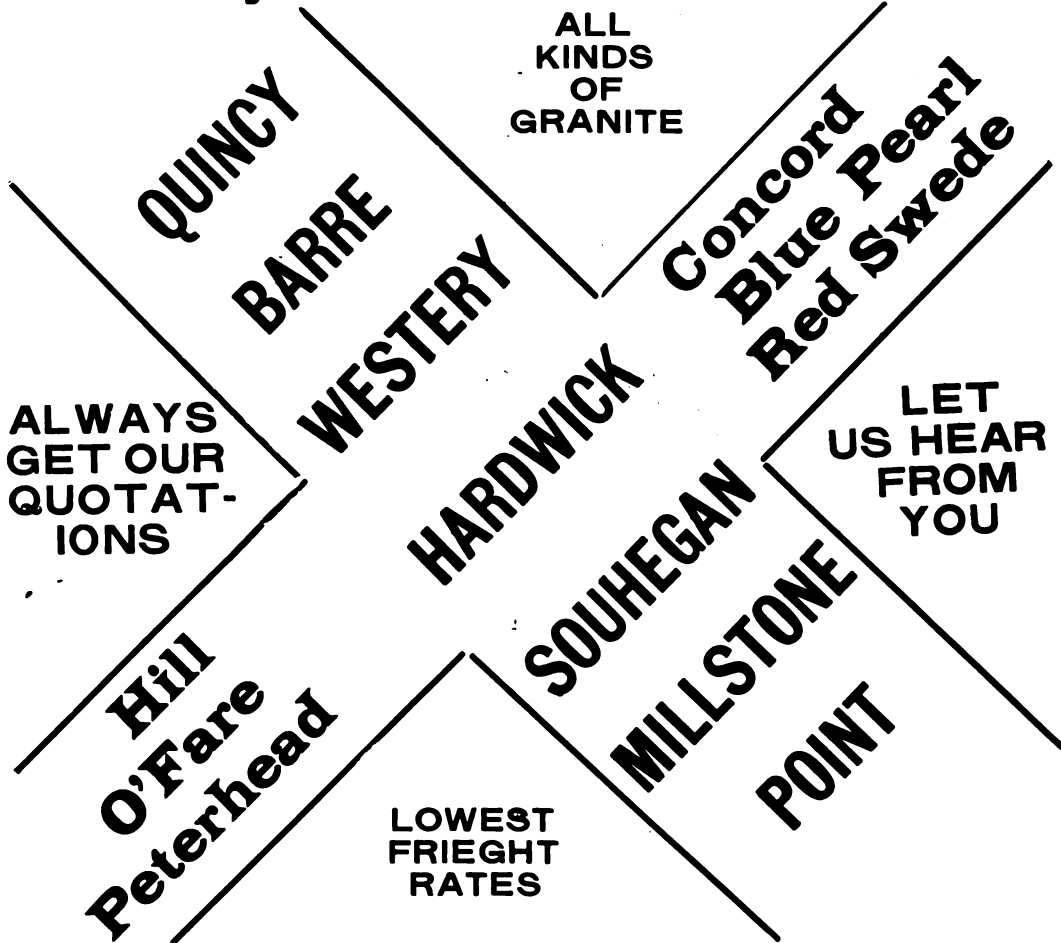 ALL
KINDS
OF
GRANITE
QUINCY
BARRE
WESTERY
HARDWICK
SOUHEGAN
MILLSTONE
POINT
Concord
Blue Pearl
Red Swede
ALWAYS
GET OUR
QUOTAT-
IONS
LET
US HEAR
FROM
YOU
Hill
O'Fare
Peterhead
LOWEST
FRIEGHT
RATES